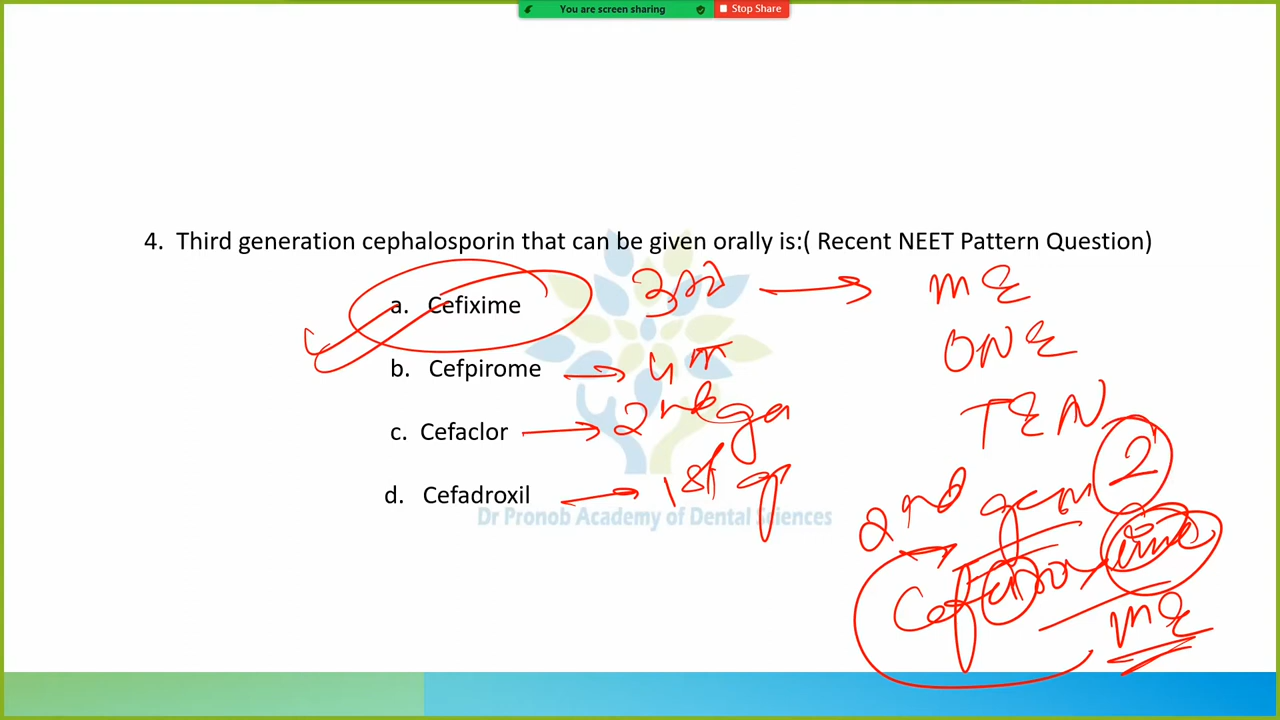 You are screen sharing Stop Share
4. Third generation cephalosporin that can be given orally is:( Recent NEET Pattern Question)
a. Cefixime 3rd ME
ONE
b. Cefpirome 4th
TEN
c. Cefaclor 2nd gen
2nd gen 2
d. Cefadroxil 1st gen
Dr Pronob Academy of Dental Sciences
ME